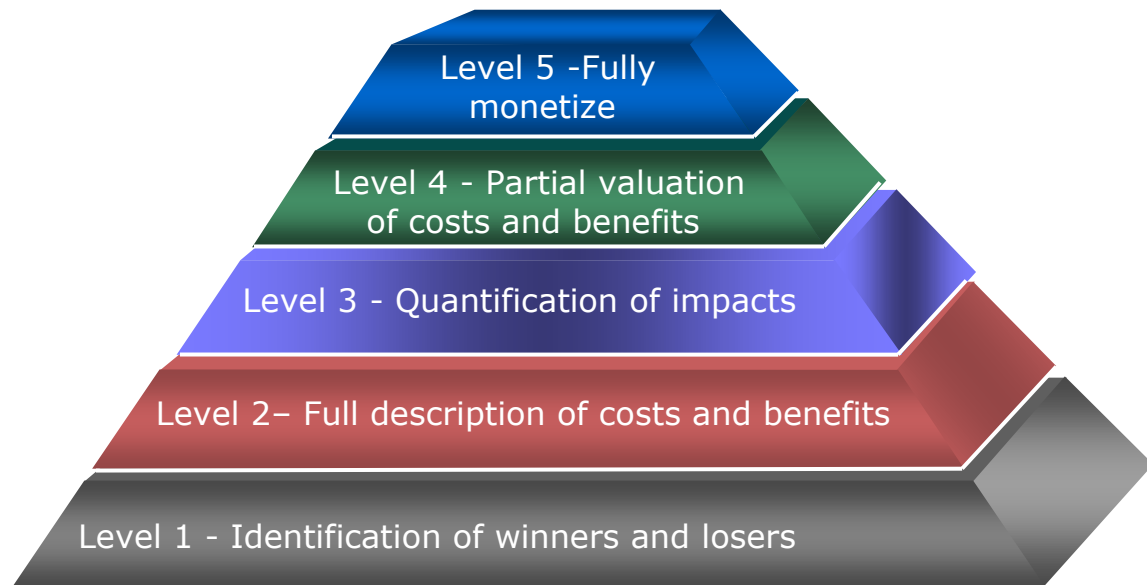 Level 5 -Fully
monetize
Level 4 - Partial valuation
of costs and benefits
Level 3 - Quantification of impacts
Level 2– Full description of costs and benefits
Level 1 - Identification of winners and losers